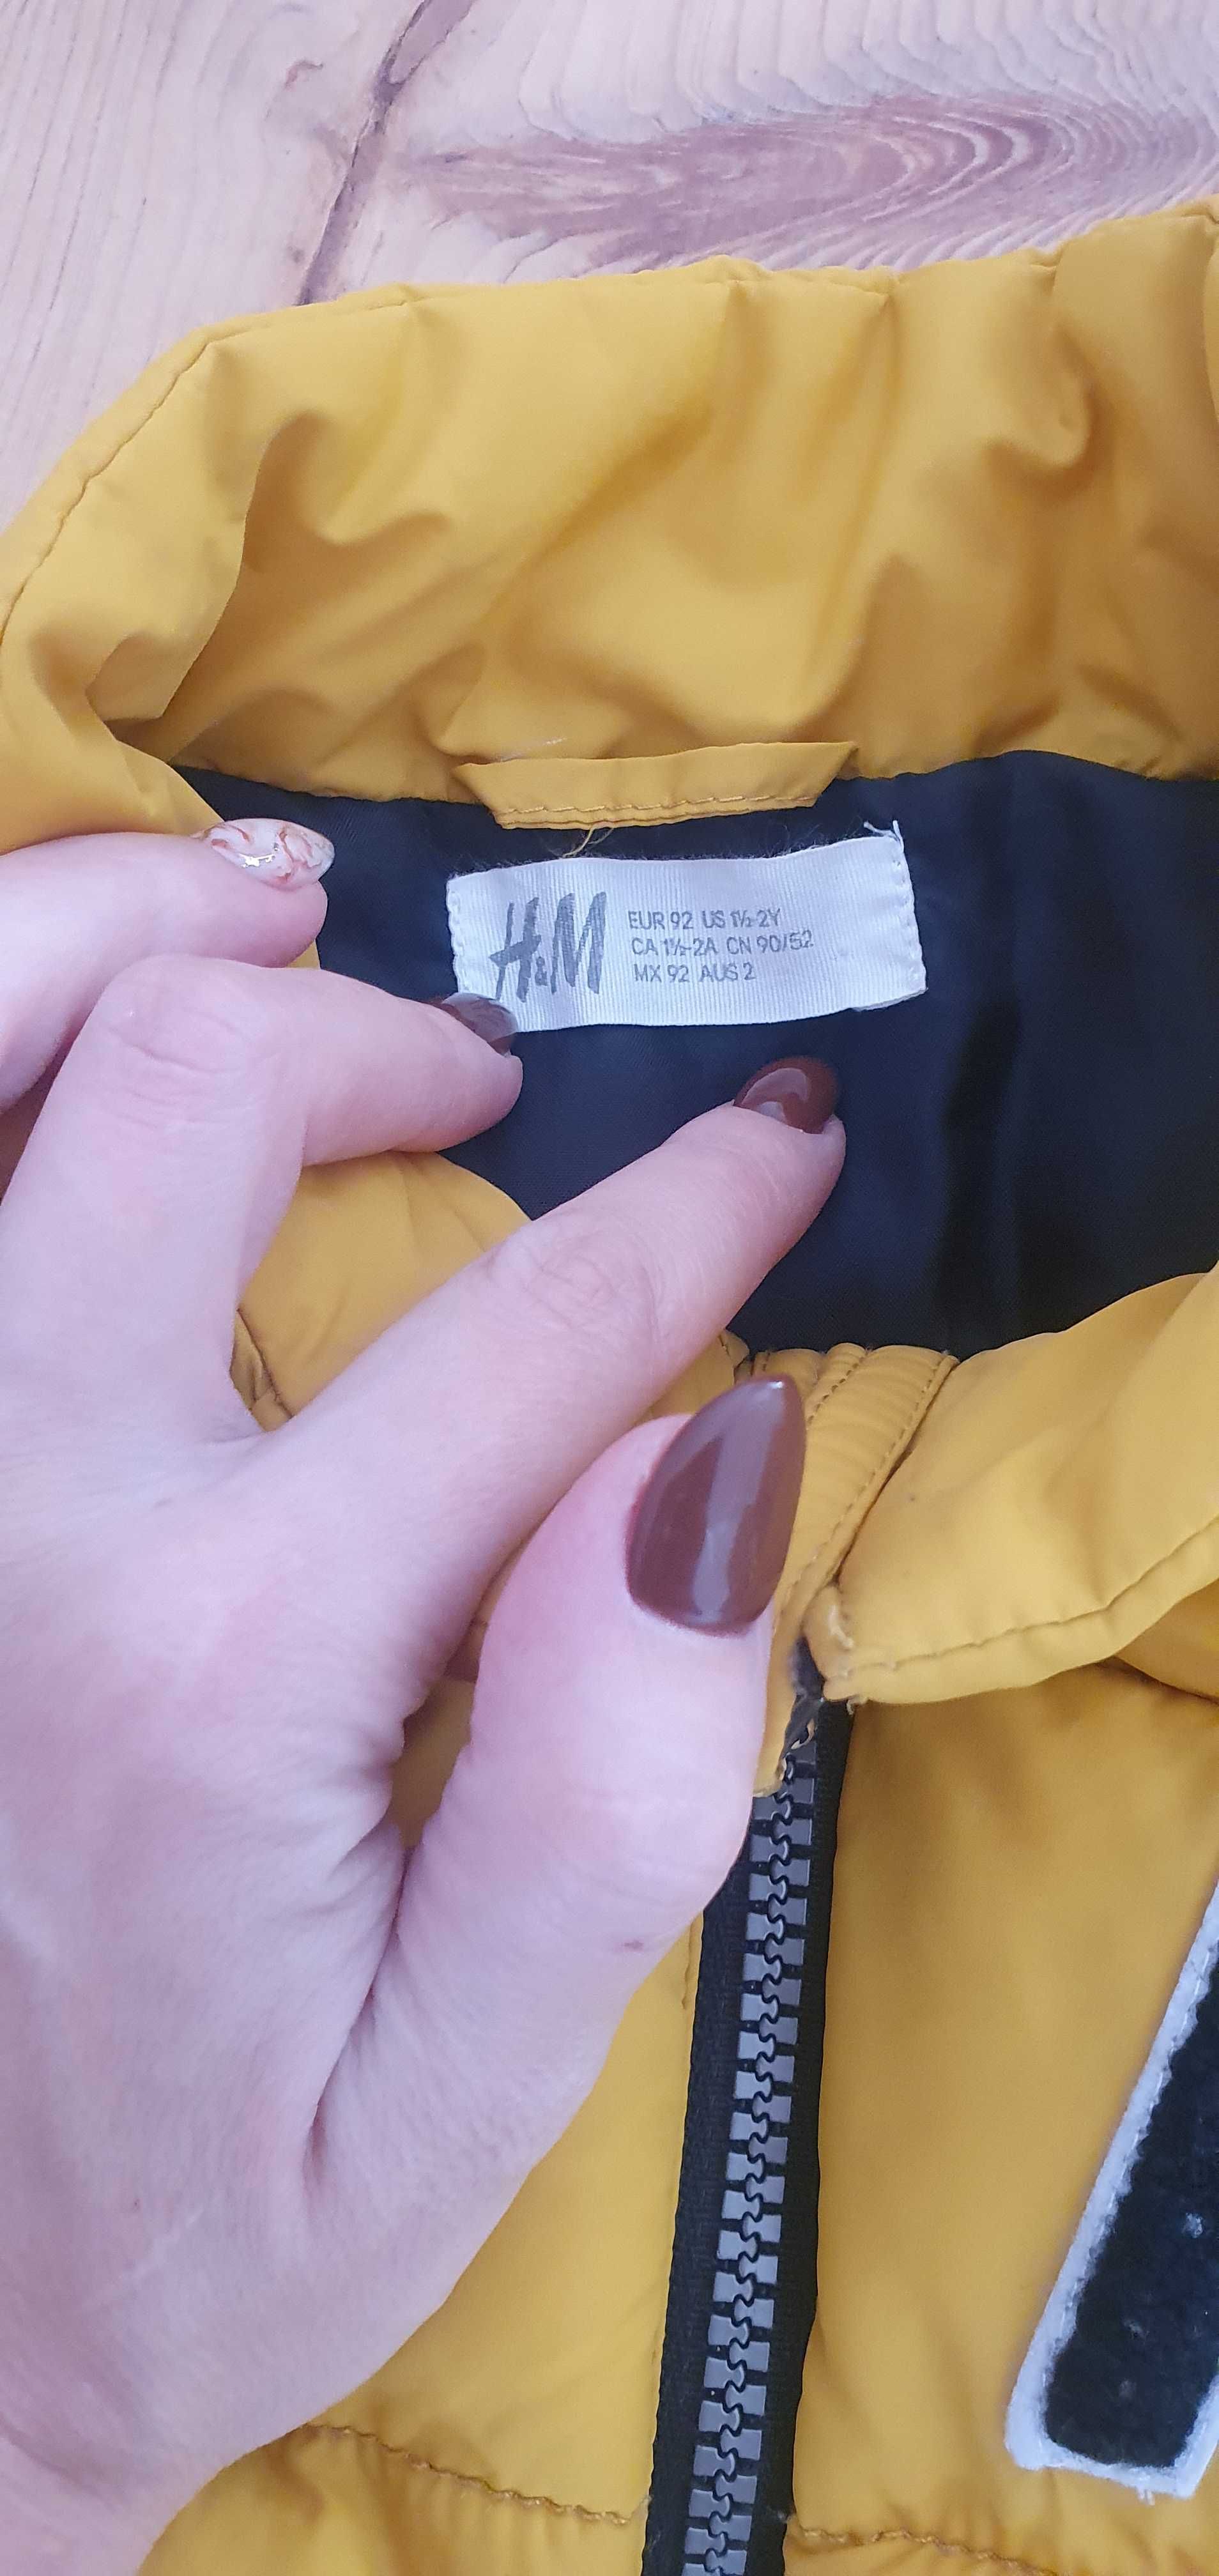 H&M
EUR 92 US 1½-2Y
CA 1½-2A CN 90/52
MX 92 AUS 2